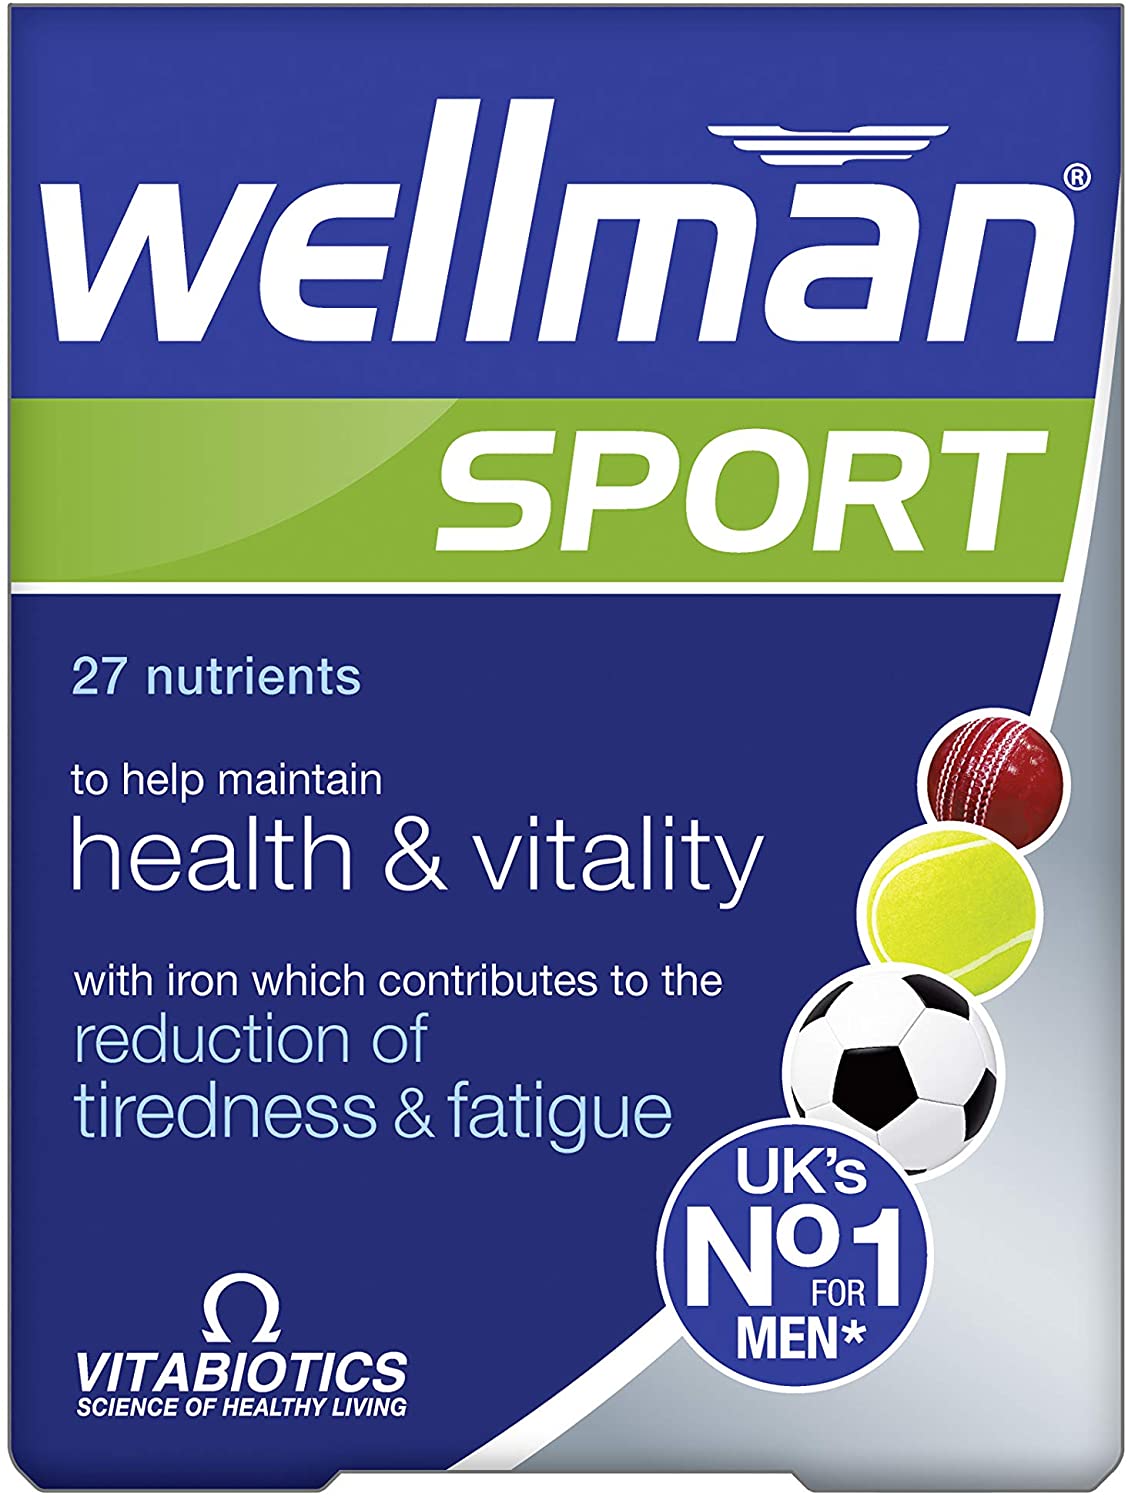 wellman®
SPORT
27 nutrients
to help maintain
health & vitality
with iron which contributes to the
reduction of
tiredness & fatigue
UK's
No1
FOR
MEN*
VITABIOTICS
SCIENCE OF HEALTHY LIVING